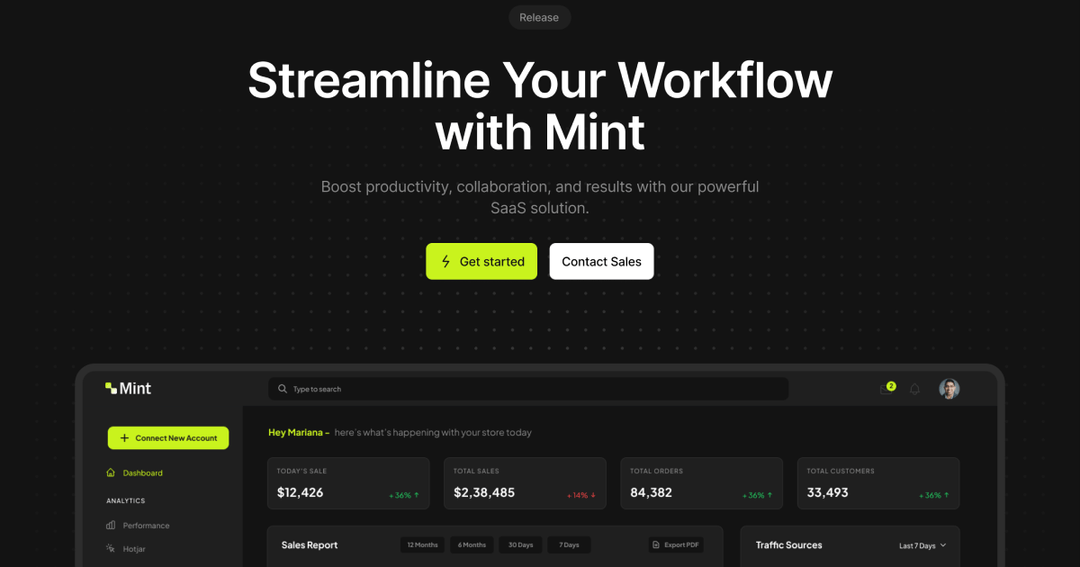 Release
Streamline Your Workflow
with Mint
Boost productivity, collaboration, and results with our powerful
SaaS solution.
Get started
Contact Sales
Mint
Type to search
2
Connect New Account
Hey Mariana – here's what's happening with your store today
Dashboard
TODAY'S SALE
TOTAL SALES
TOTAL ORDERS
TOTAL CUSTOMERS
$12,426
+36% ↑
$2,38,485
+14% ↓
84,382
+36% ↑
33,493
+36% ↑
ANALYTICS
Performance
Hotjar
Sales Report
12 Months
6 Months
30 Days
7 Days
Export PDF
Traffic Sources
Last 7 Days